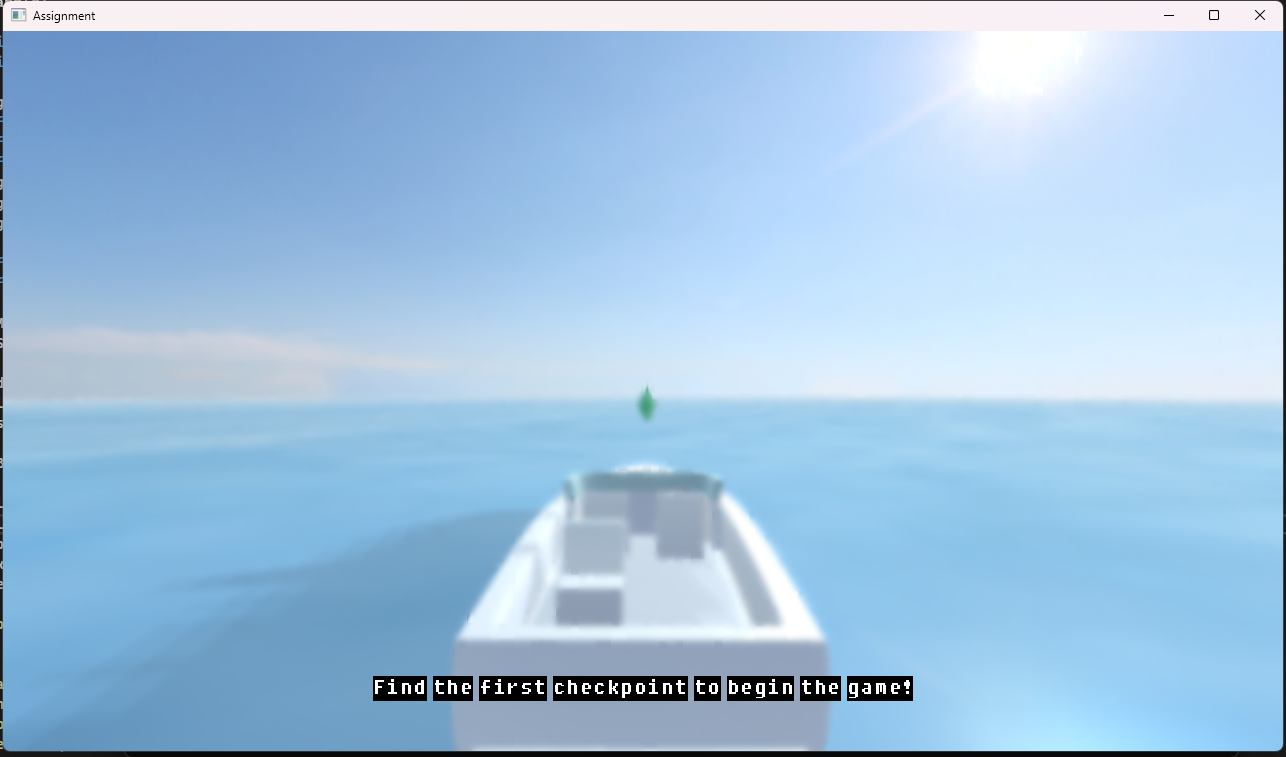 Assignment
Find the first checkpoint to begin the game!